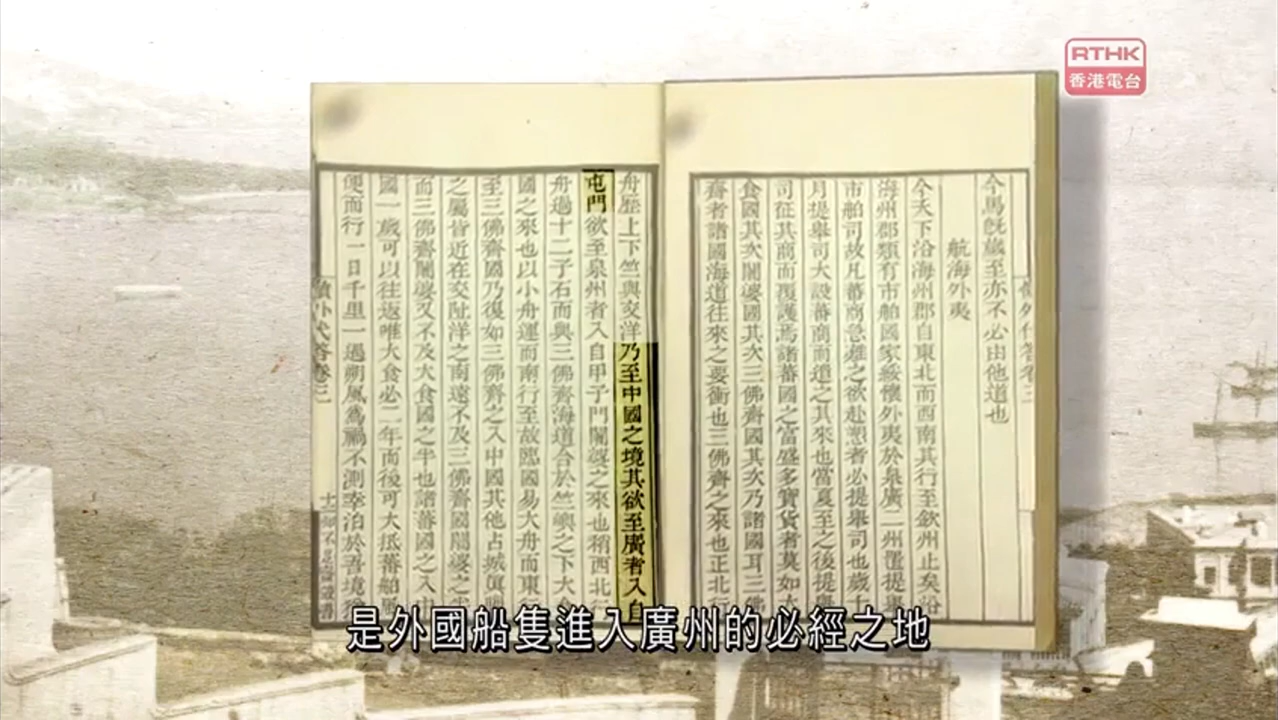 RTHK
香港電台
今馬旣歲至亦不必由他道也
航海外夷
今天下沿海州郡自東北而西南其行至欽州止矣沿
海州郡類有市舶國家綏懷外夷於泉廣二州置提舉
市舶司故凡蕃商急難之欲赴愬者必提舉司也歲十
月提舉司大設蕃商而遣之其來也當夏至之後提舉
司征其商而覆護焉諸蕃國之富盛多寶貨者莫如大
食國其次闍婆國其次三佛齊國其次乃諸國耳三佛
齊者諸國海道往來之要衝也三佛齊之來也正北行
舟歷上下竺與交洋乃至中國之境其欲至廣者入自
屯門欲至泉州者入自甲子門闍婆之來也稍西北行
舟過十二子石而與三佛齊海道合於竺嶼之下大食
國之來也以小舟運而南行至故臨國易大舟而東行
至三佛齊國乃復如三佛齊之入中國其他占城眞臘
之屬皆近在交阯洋之南遠不及三佛齊國闍婆之半
而三佛齊闍婆又不及大食國之半也諸蕃國之入中
國一歲可以往返唯大食必二年而後可大抵蕃舶風
便而行一日千里一過朔風為禍不測幸泊於吾境
是外國船隻進入廣州的必經之地